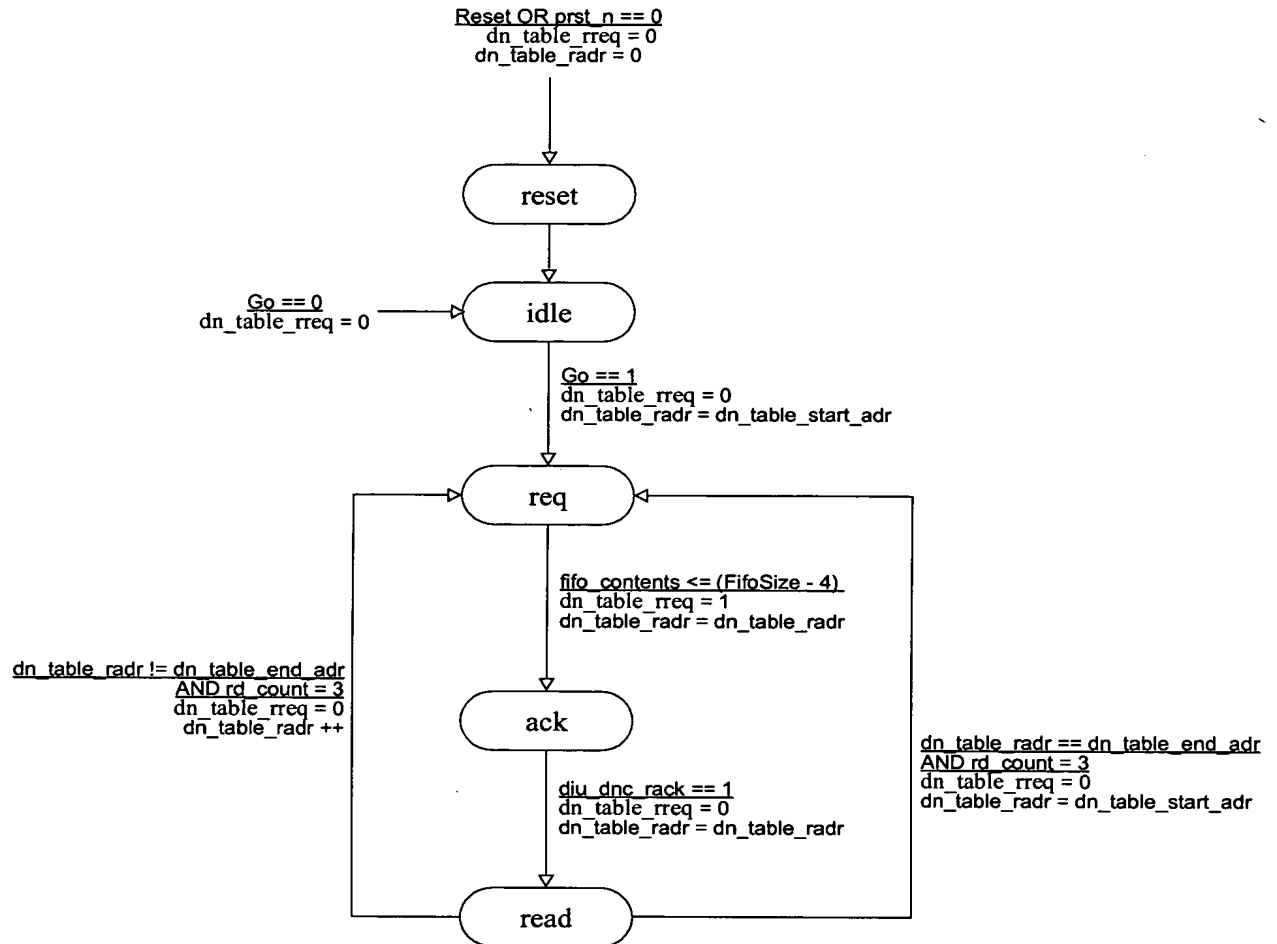 Reset OR prst_n == 0
dn_table_rreq = 0
dn_table_radr = 0
reset
idle
Go == 0
dn_table_rreq = 0
Go == 1
dn_table_rreq = 0
dn_table_radr = dn_table_start_adr
req
fifo_contents <= (FifoSize - 4)
dn_table_rreq = 1
dn_table_radr = dn_table_radr
dn_table_radr != dn_table_end_adr
AND rd_count = 3
dn_table_rreq = 0
dn_table_radr ++
ack
dn_table_radr == dn_table_end_adr
AND rd_count = 3
dn_table_rreq = 0
dn_table_radr = dn_table_start_adr
diu_dnc_rack == 1
dn_table_rreq = 0
dn_table_radr = dn_table_radr
read